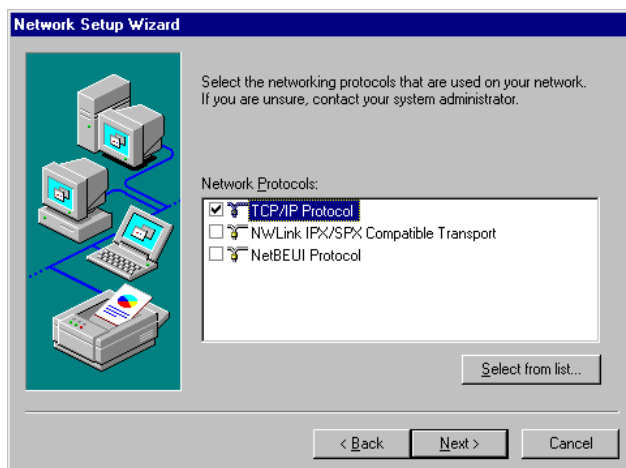 Network Setup Wizard
Select the networking protocols that are used on your network.
If you are unsure, contact your system administrator.
Network Protocols:
TCP/IP Protocol
NWLink IPX/SPX Compatible Transport
NetBEUI Protocol
Select from list...
< Back
Next >
Cancel